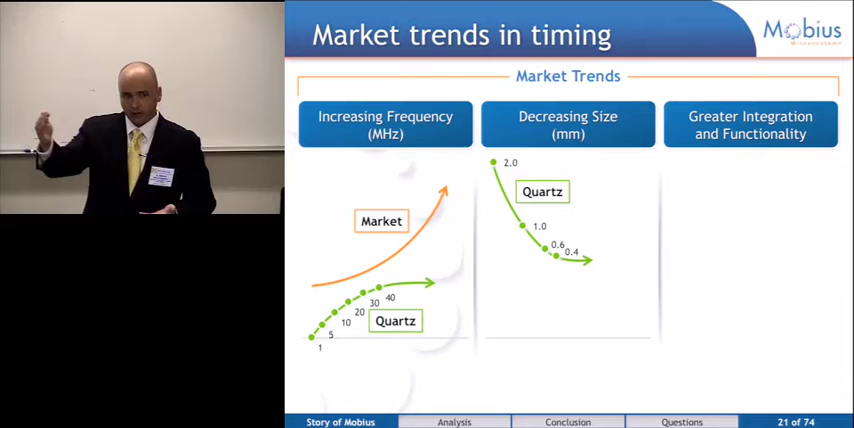 Market trends in timing
Mobius
Microsystems
Market Trends
Increasing Frequency
(MHz)
Decreasing Size
(mm)
Greater Integration
and Functionality
Market
Quartz
1
5
10
20
30
40
Quartz
2.0
1.0
0.6
0.4
Story of Mobius
Analysis
Conclusion
Questions
21 of 74